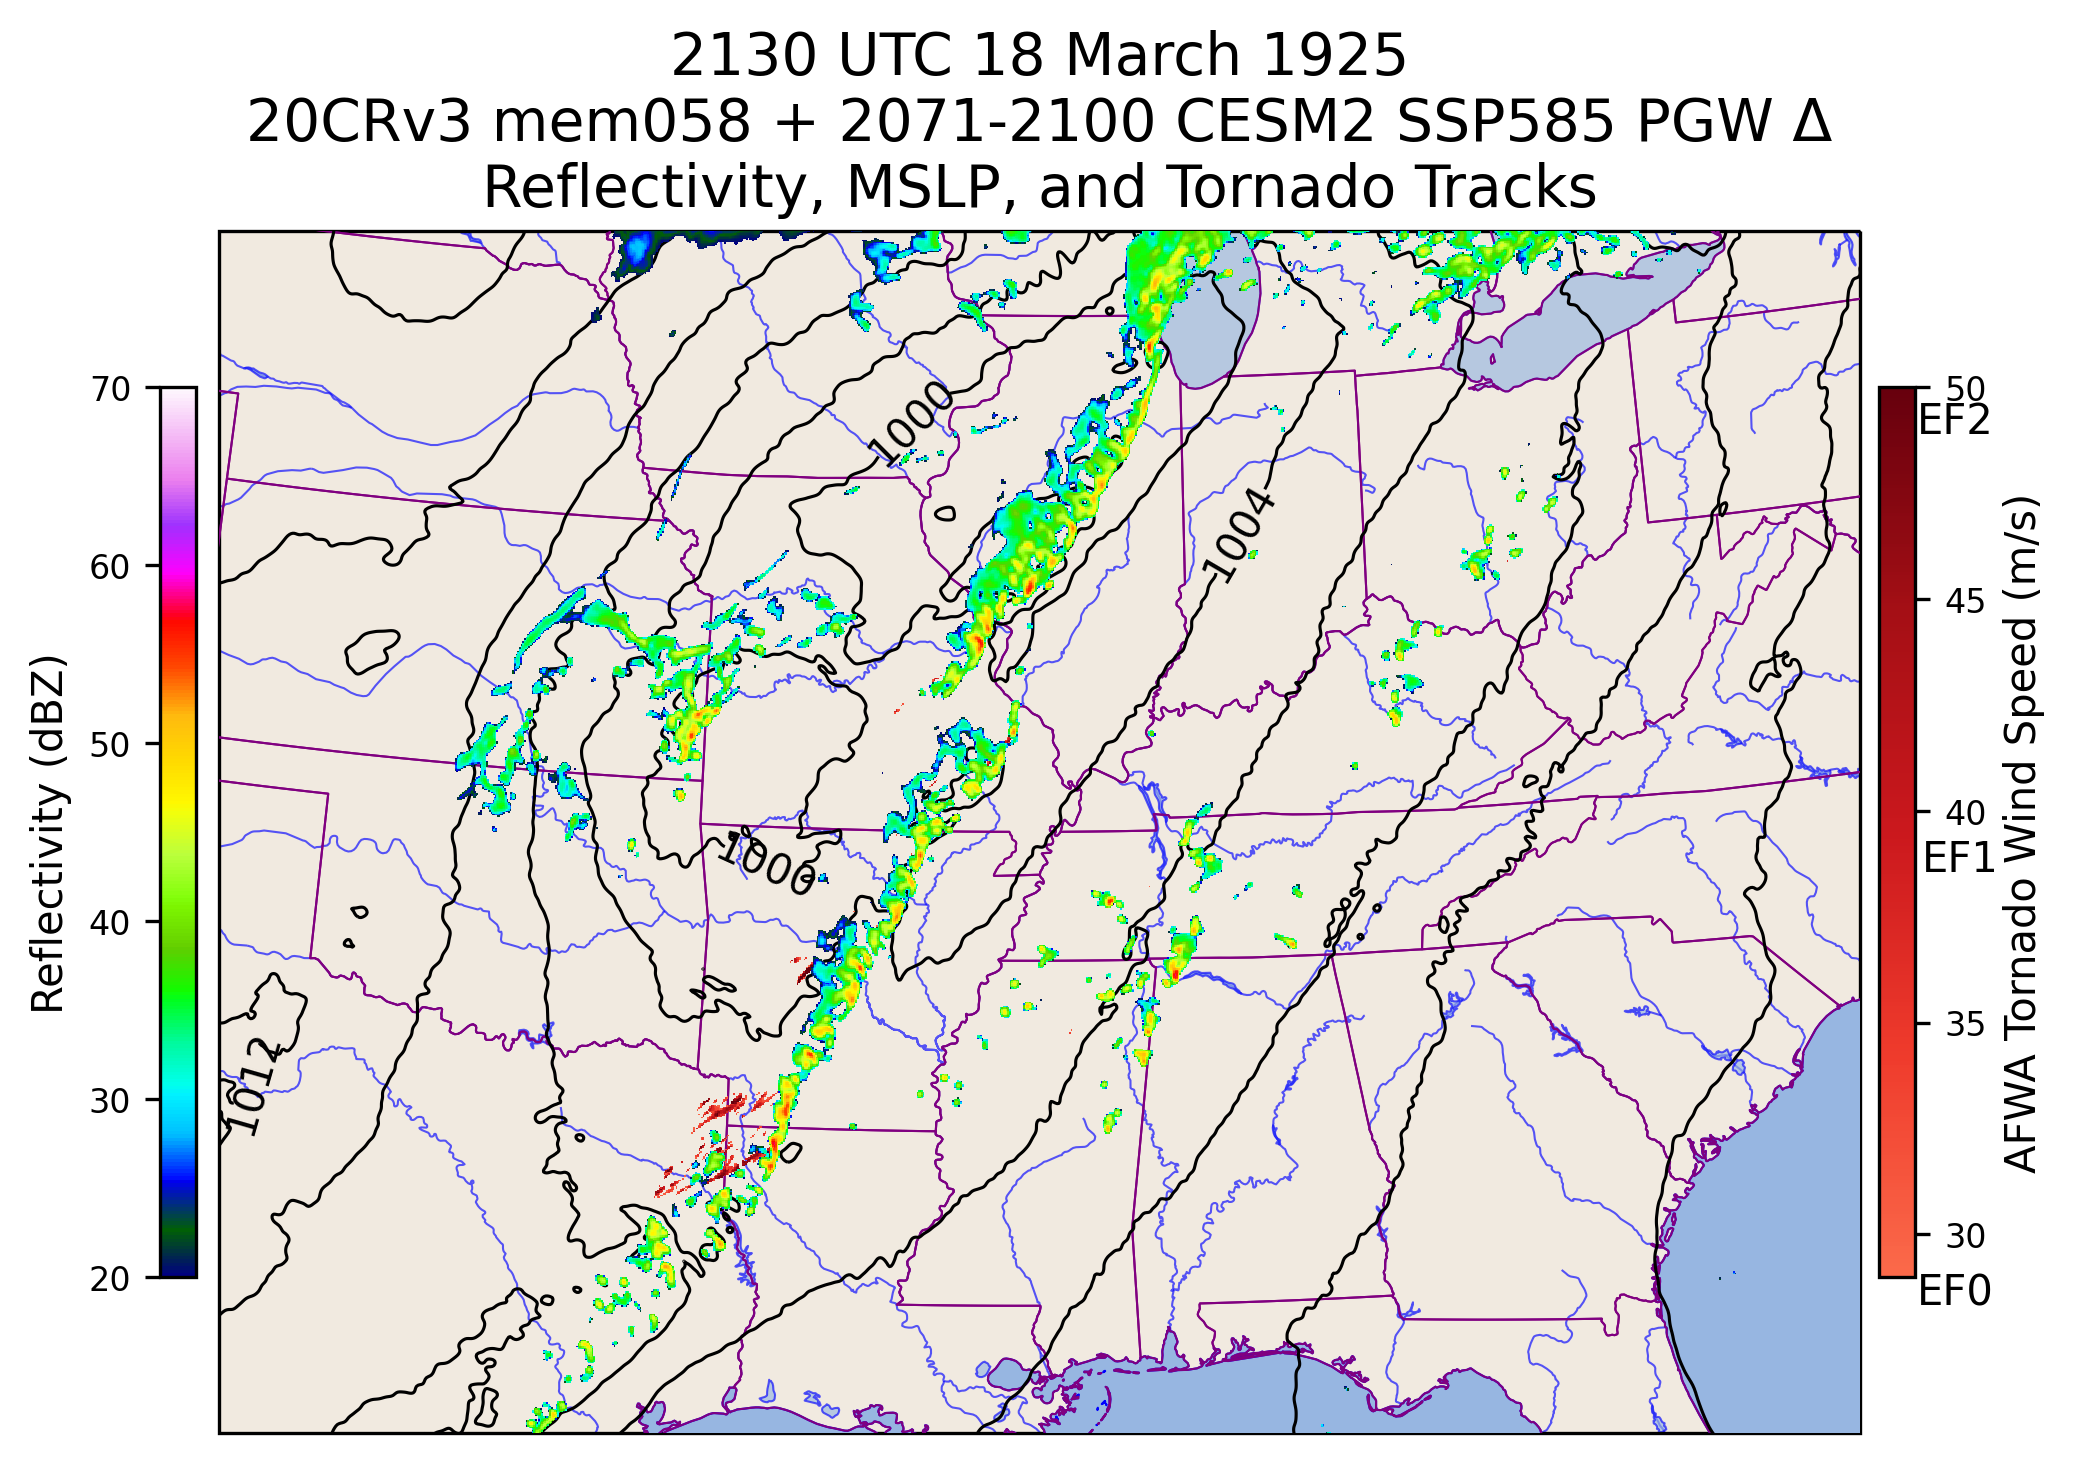 2130 UTC 18 March 1925
20CRv3 mem058 + 2071-2100 CESM2 SSP585 PGW Δ
Reflectivity, MSLP, and Tornado Tracks
Reflectivity (dBZ)
70
60
50
40
30
20
1000
1004
1000
1012
50
EF2
45
40
EF1
35
30
EF0
AFWA Tornado Wind Speed (m/s)